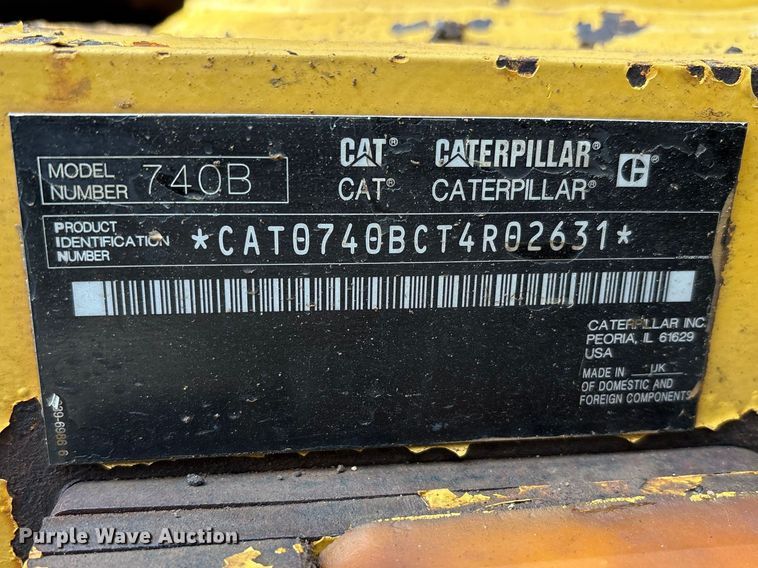 MODEL NUMBER 740B
CAT® CATERPILLAR® C®
CAT® CATERPILLAR®
PRODUCT
IDENTIFICATION
NUMBER
*CAT0740BCT4R02631*
CATERPILLAR INC.
PEORIA, IL 61629
USA
MADE IN UK
OF DOMESTIC AND
FOREIGN COMPONENTS
Purple Wave Auction